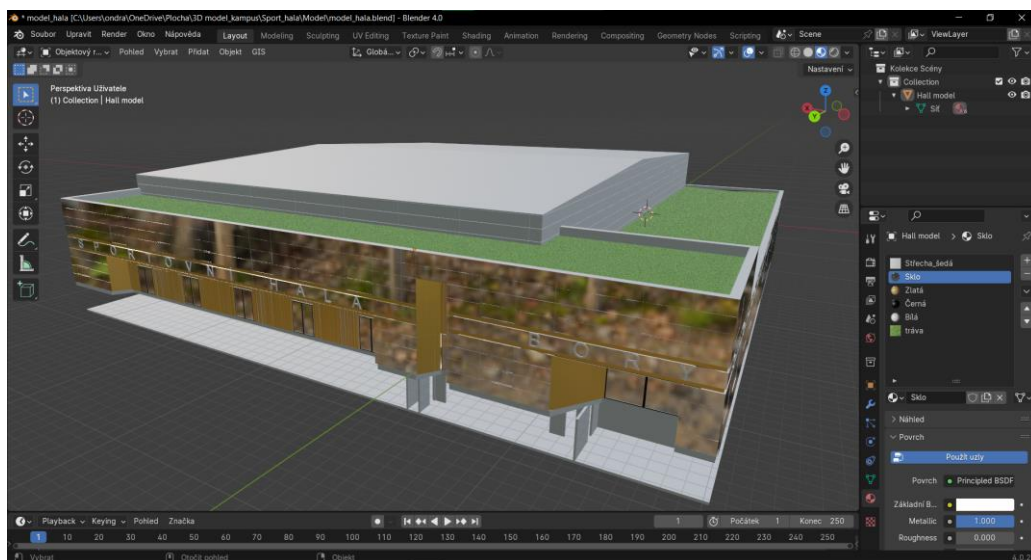 * model_hala [C:\Users\ondra\OneDrive\Plocha\3D model_kampus\Sport_hala\Model\model_hala.blend] - Blender 4.0
Soubor Upravit Render Okno Nápověda Layout Modeling Sculpting UV Editing Texture Paint Shading Animation Rendering Compositing Geometry Nodes Scripting Scene ViewLayer
Objektový r... Pohled Vybrat Přidat Objekt GIS Globá...
Nastavení
Perspektiva Uživatele
(1) Collection | Hall model
Z
X
Y
SPORTOVNÍ HALA
BORY
Kolekce Scény
Collection
Hall model
Síť
Hall model > Sklo
Střecha_šedá
Sklo
Zlatá
Černá
Bílá
tráva
Sklo
Náhled
Povrch
Použít uzly
Povrch Principled BSDF
Základní B...
Metallic 1.000
Roughness 0.000
Playback Keying Pohled Značka 1 Počátek 1 Konec 250
1 10 20 30 40 50 60 70 80 90 100 110 120 130 140 150 160 170 180 190 200 210 220 230 240 250
Vybrat Otočit pohled Objekt 4.0